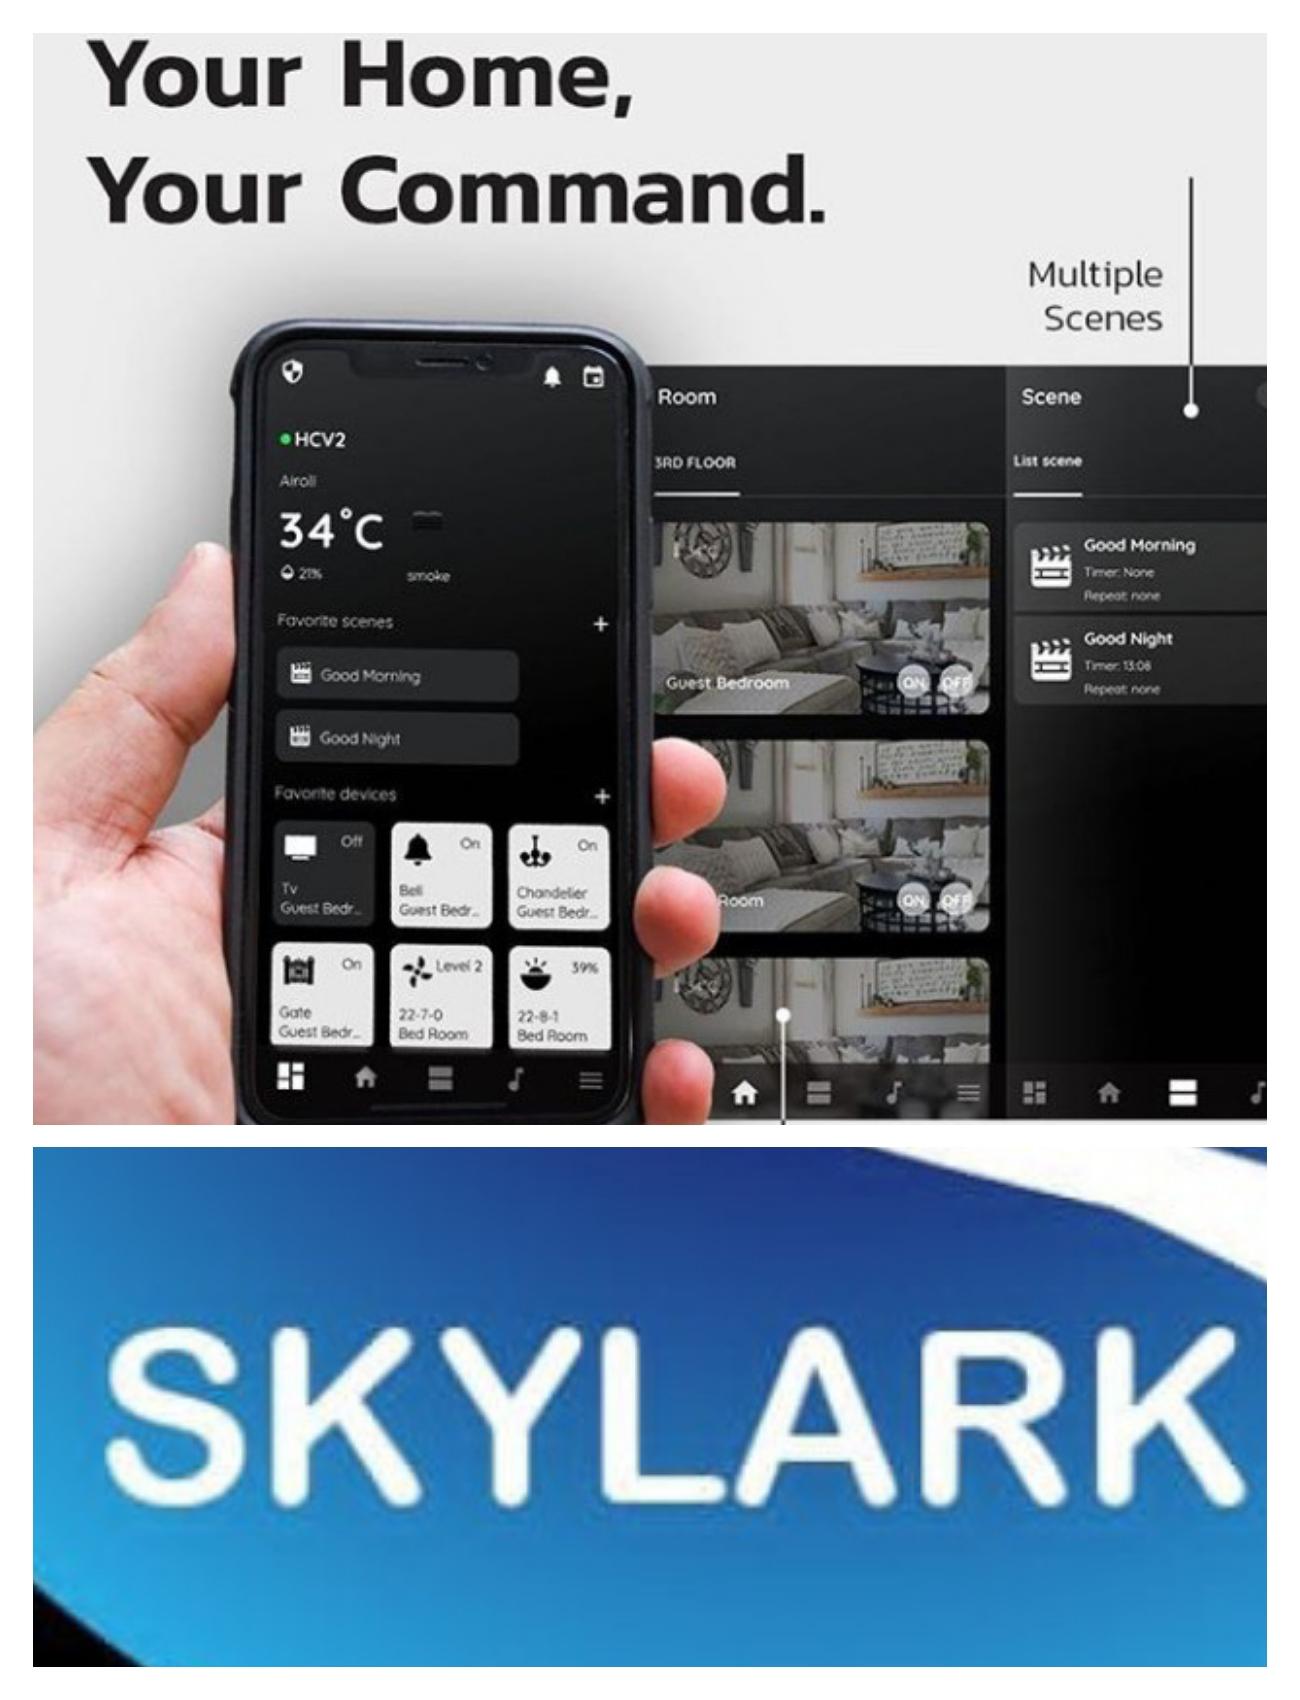 Your Home,
Your Command.
Multiple
Scenes
HCV2
Airoli
34°C
21%
smoke
Favorite scenes
Good Morning
Good Night
Favorite devices
Off
Tv
Guest Bedr...
On
Bell
Guest Bedr...
On
Chandelier
Guest Bedr...
On
Gate
Guest Bedr...
Level 2
22-7-0
Bed Room
39%
22-8-1
Bed Room
Room
3RD FLOOR
Guest Bedroom
ON OFF
Room
ON OFF
Scene
List scene
Good Morning
Timer: None
Repeat: none
Good Night
Timer: 13:06
Repeat: none
SKYLARK